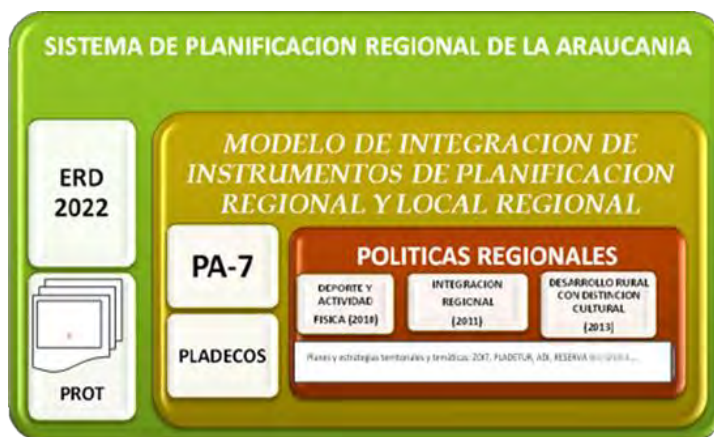 SISTEMA DE PLANIFICACION REGIONAL DE LA ARAUCANIA
ERD
2022
PROT
MODELO DE INTEGRACION DE
INSTRUMENTOS DE PLANIFICACION
REGIONAL Y LOCAL REGIONAL
PA-7
PLADECOS
POLITICAS REGIONALES
DEPORTE Y
ACTIVIDAD
FISICA (2010)
INTEGRACION
REGIONAL
(2011)
DESARROLLO RURAL
CON DISTINCION
CULTURAL
(2013)
Planes y estrategias territoriales y temáticas: ZOIT, PLADETUR, ADI, RESERVA